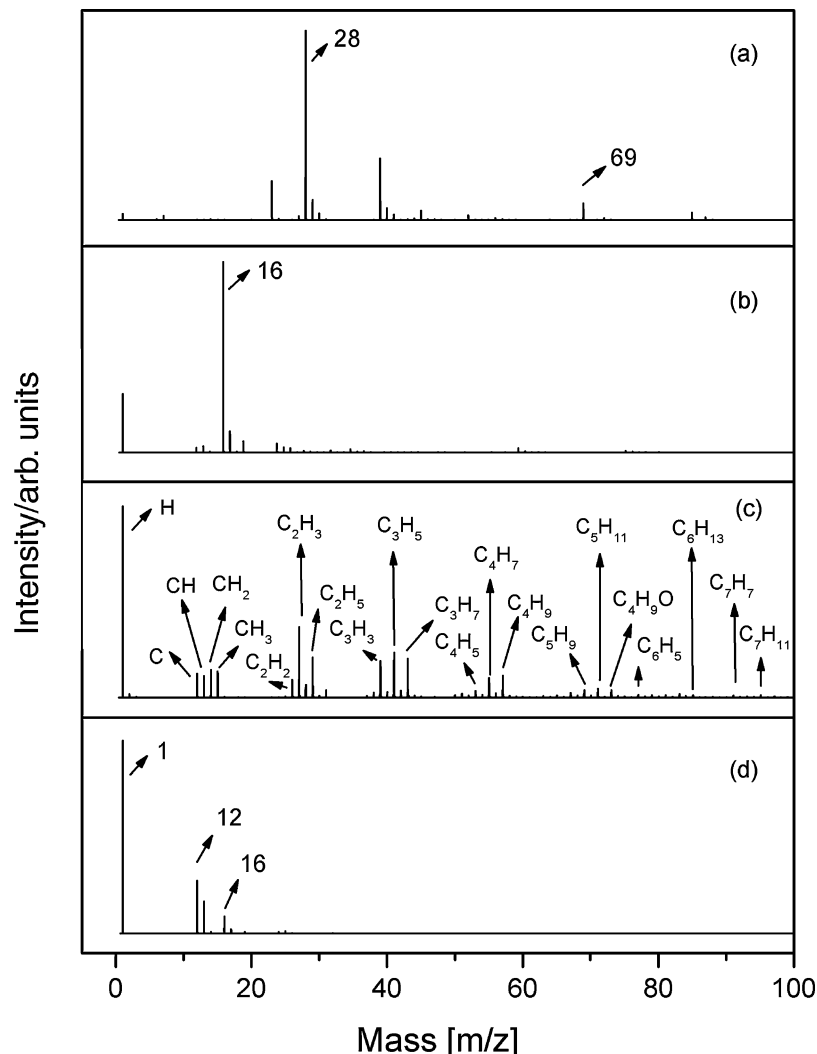 28
(a)
69
16
(b)
H
(c)
C₂H₃
C₃H₅
C₅H₁₁
C₆H₁₃
C₄H₇
CH
CH₂
C₂H₅
C₃H₇
C₄H₉
C₄H₉O
C₇H₇
C
CH₃
C₃H₃
C₂H₂
C₄H₅
C₅H₉
C₆H₅
C₇H₁₁
1
(d)
12
16
0 20 40 60 80 100
Mass [m/z]
Intensity/arb. units